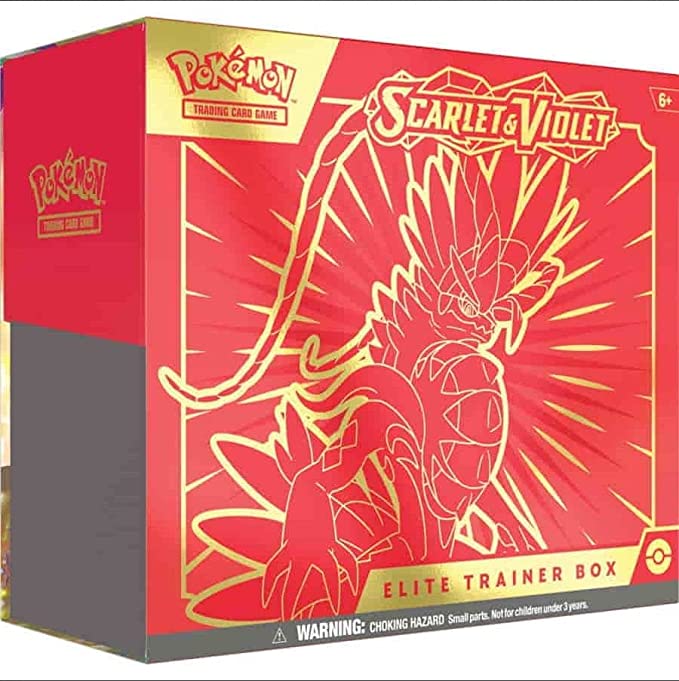 POKéMON
TRADING CARD GAME
SCARLET & VIOLET
6+
POKéMON
TRADING CARD GAME
ELITE TRAINER BOX
WARNING: CHOKING HAZARD Small parts. Not for children under 3 years.